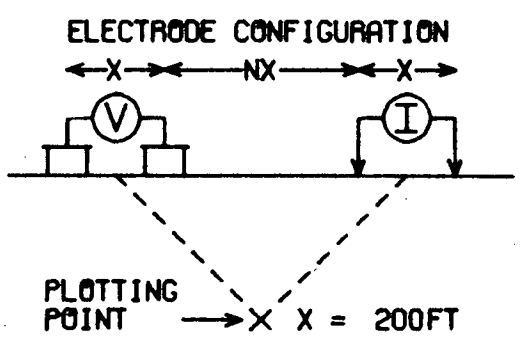 ELECTRODE CONFIGURATION
X NX X
V I
PLOTTING
POINT X X = 200FT